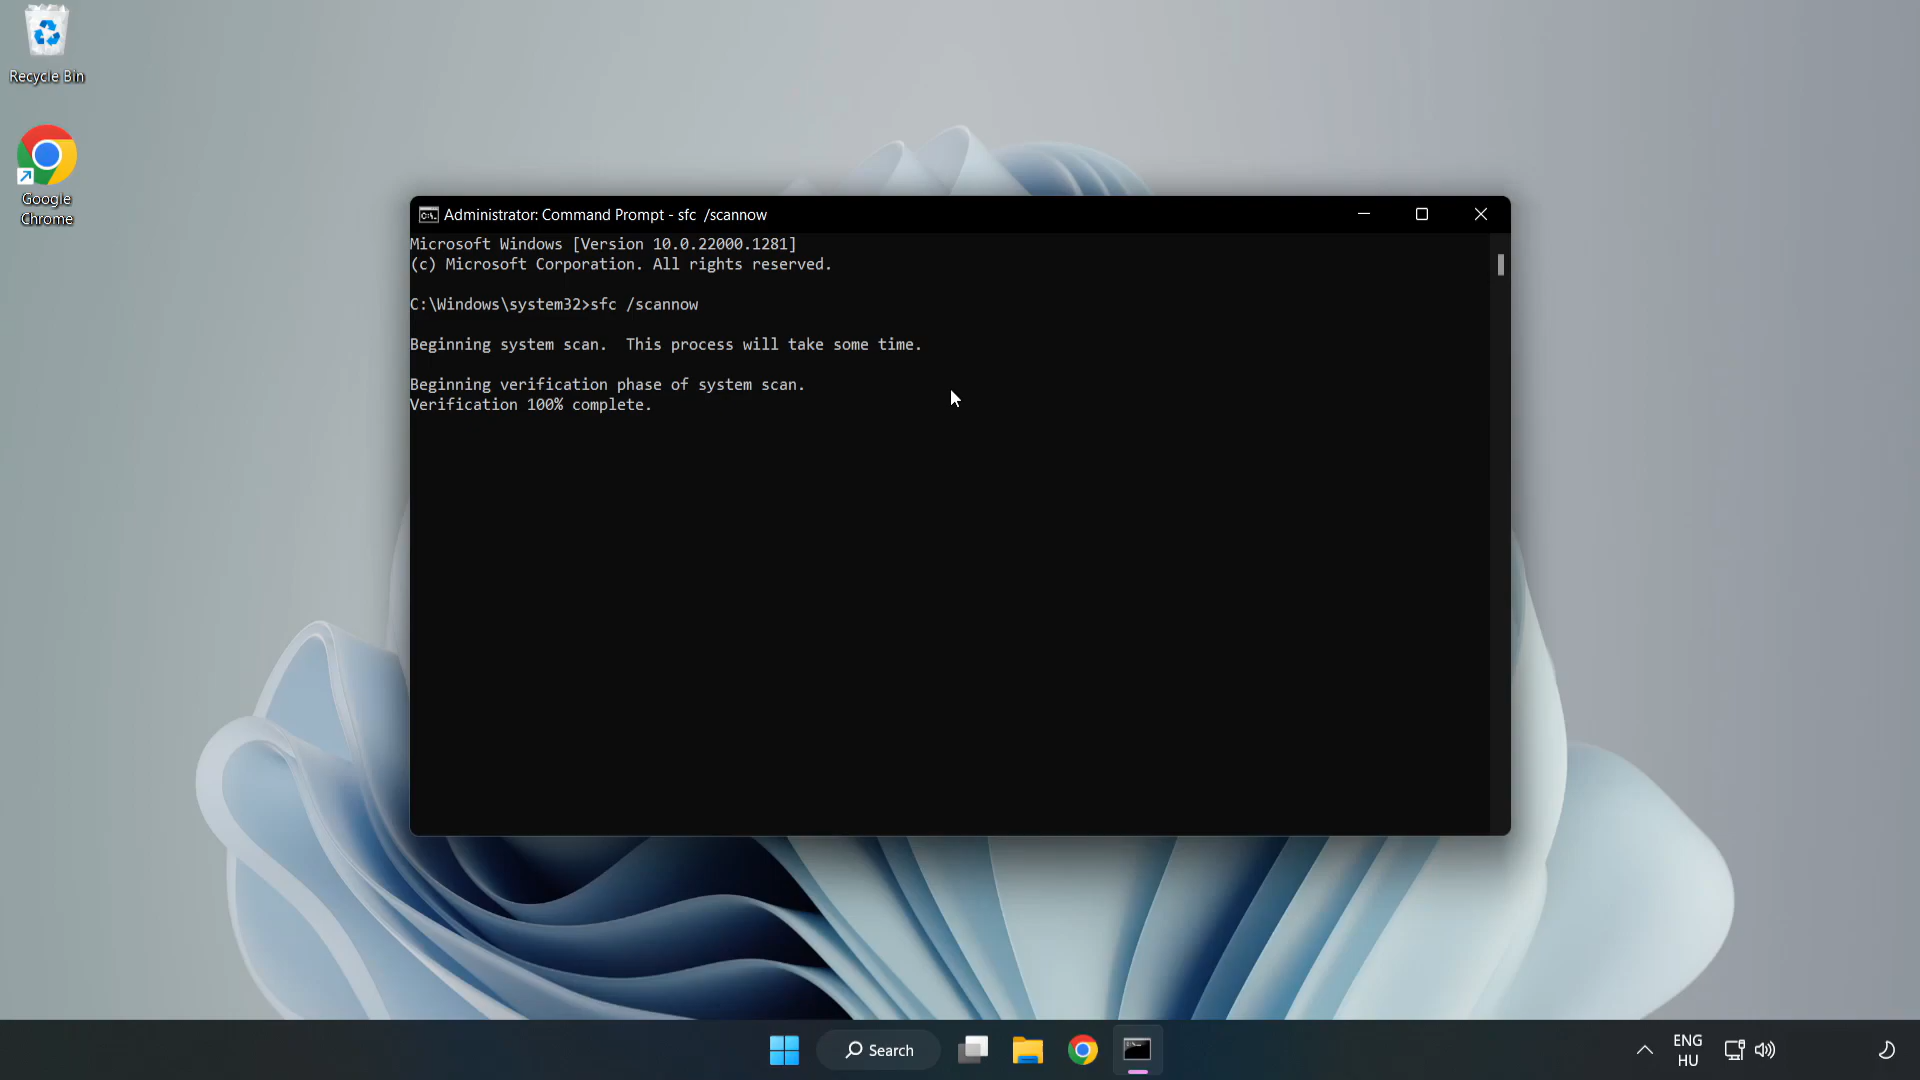 Recycle Bin
Google
Chrome
Administrator: Command Prompt - sfc  /scannow
Microsoft Windows [Version 10.0.22000.1281]
(c) Microsoft Corporation. All rights reserved.
C:\Windows\system32>sfc /scannow
Beginning system scan.  This process will take some time.
Beginning verification phase of system scan.
Verification 100% complete.
Search
ENG
HU